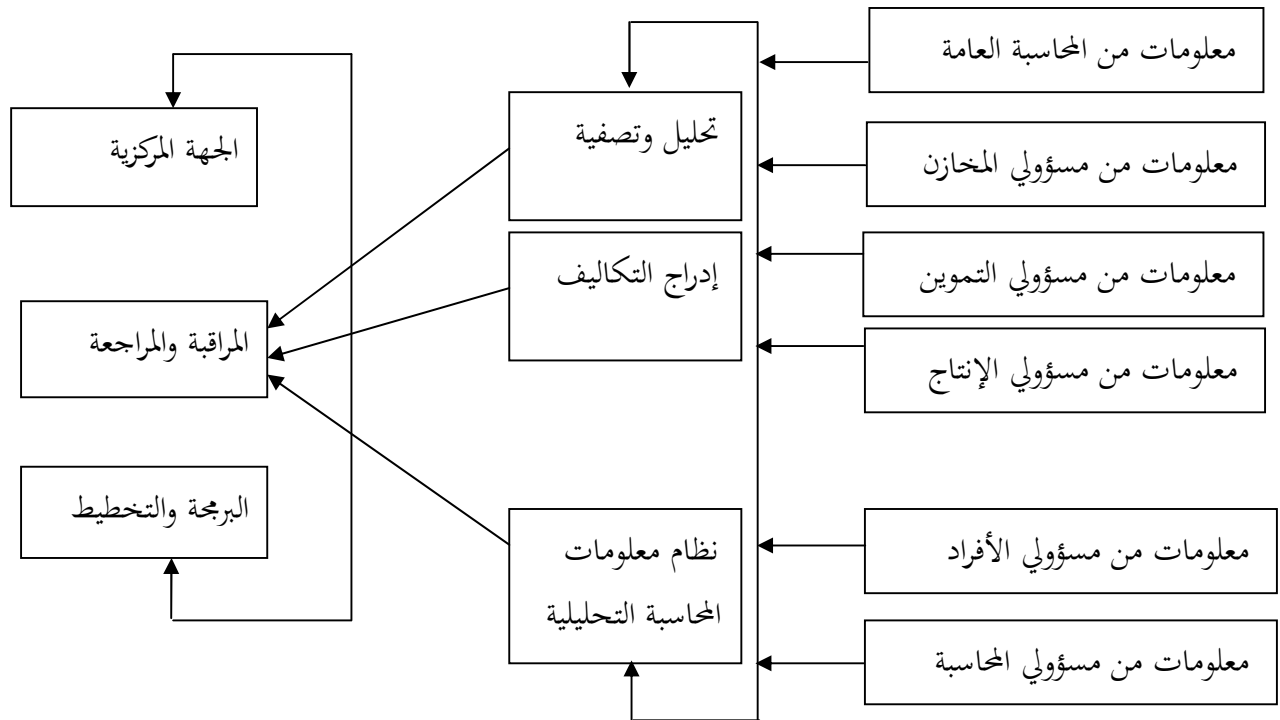 معلومات من المحاسبة العامة
معلومات من مسؤولي المخازن
معلومات من مسؤولي التموين
معلومات من مسؤولي الإنتاج
معلومات من مسؤولي الأفراد
معلومات من مسؤولي المحاسبة
تحليل وتصفية
إدراج التكاليف
نظام معلومات
المحاسبة التحليلية
الجهة المركزية
المراقبة والمراجعة
البرمجة والتخطيط